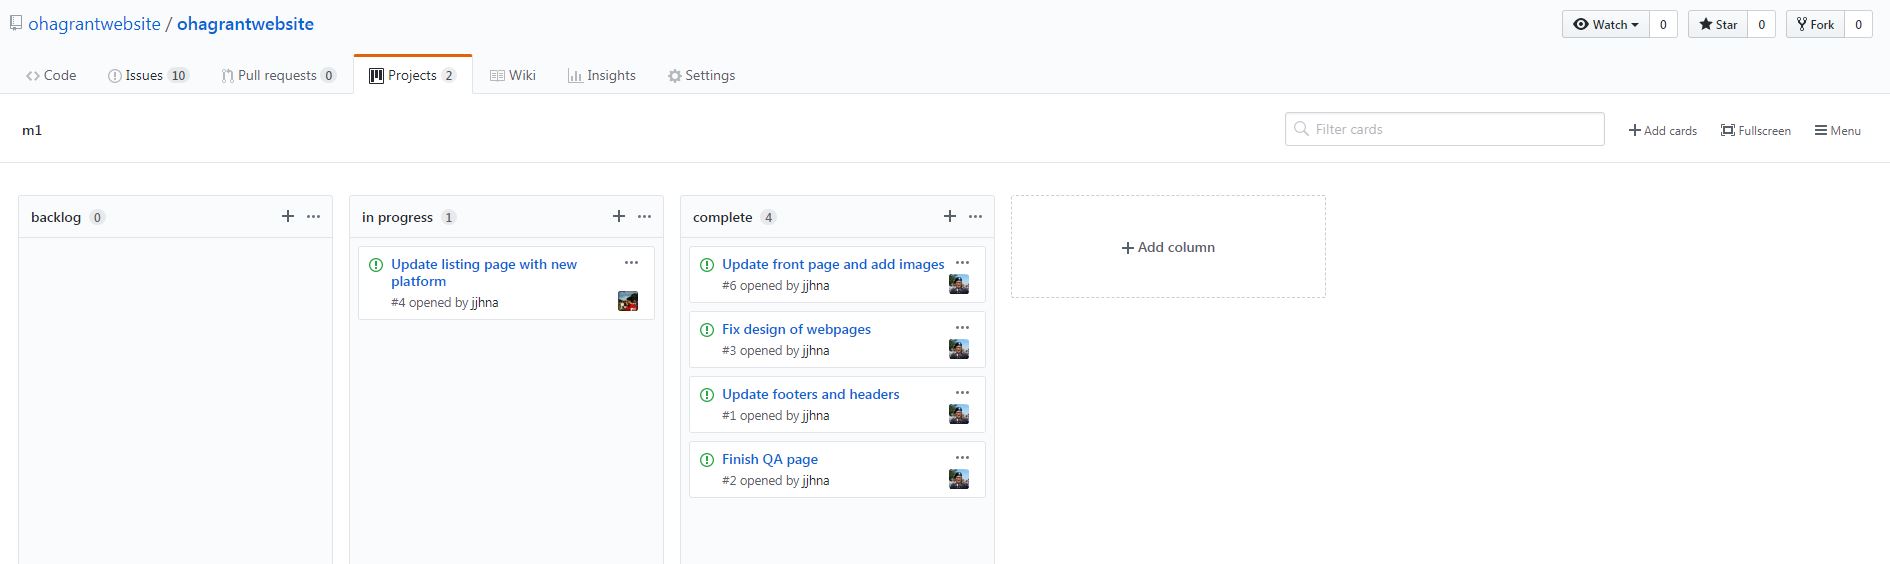 ohagrantwebsite / ohagrantwebsite
Watch 0 Star 0 Fork 0
Code Issues 10 Pull requests 0 Projects 2 Wiki Insights Settings
m1
Filter cards
Add cards Fullscreen Menu
backlog 0
in progress 1
Update listing page with new
platform
#4 opened by jjhna
complete 4
Update front page and add images
#6 opened by jjhna
Fix design of webpages
#3 opened by jjhna
Update footers and headers
#1 opened by jjhna
Finish QA page
#2 opened by jjhna
Add column